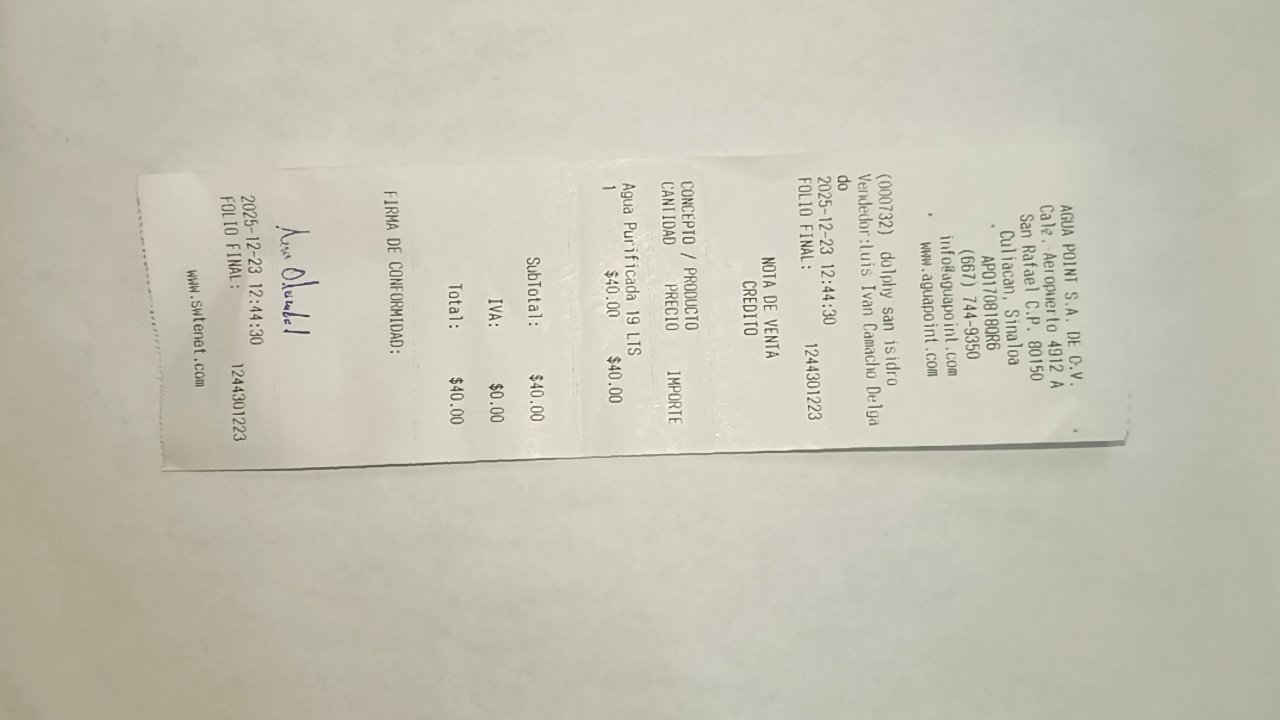 AGUA POINT S.A. DE C.V.
Calz. Aeropuerto 4912 A
San Rafael C.P. 80150
Culiacan, Sinaloa
APO170818QR6
(667) 744-9350
info@aguapoint.com
www.aguapoint.com
(000732) dolphy san isidro
Vendedor:Luis Ivan Camacho Delga
do
2025-12-23 12:44:30
FOLIO FINAL: 1244301223
NOTA DE VENTA
CREDITO
CONCEPTO / PRODUCTO
CANTIDAD PRECIO IMPORTE
Agua Purificada 19 LTS
1 $40.00 $40.00
SubTotal: $40.00
IVA: $0.00
Total: $40.00
FIRMA DE CONFORMIDAD:
2025-12-23 12:44:30
FOLIO FINAL: 1244301223
www.swtenet.com